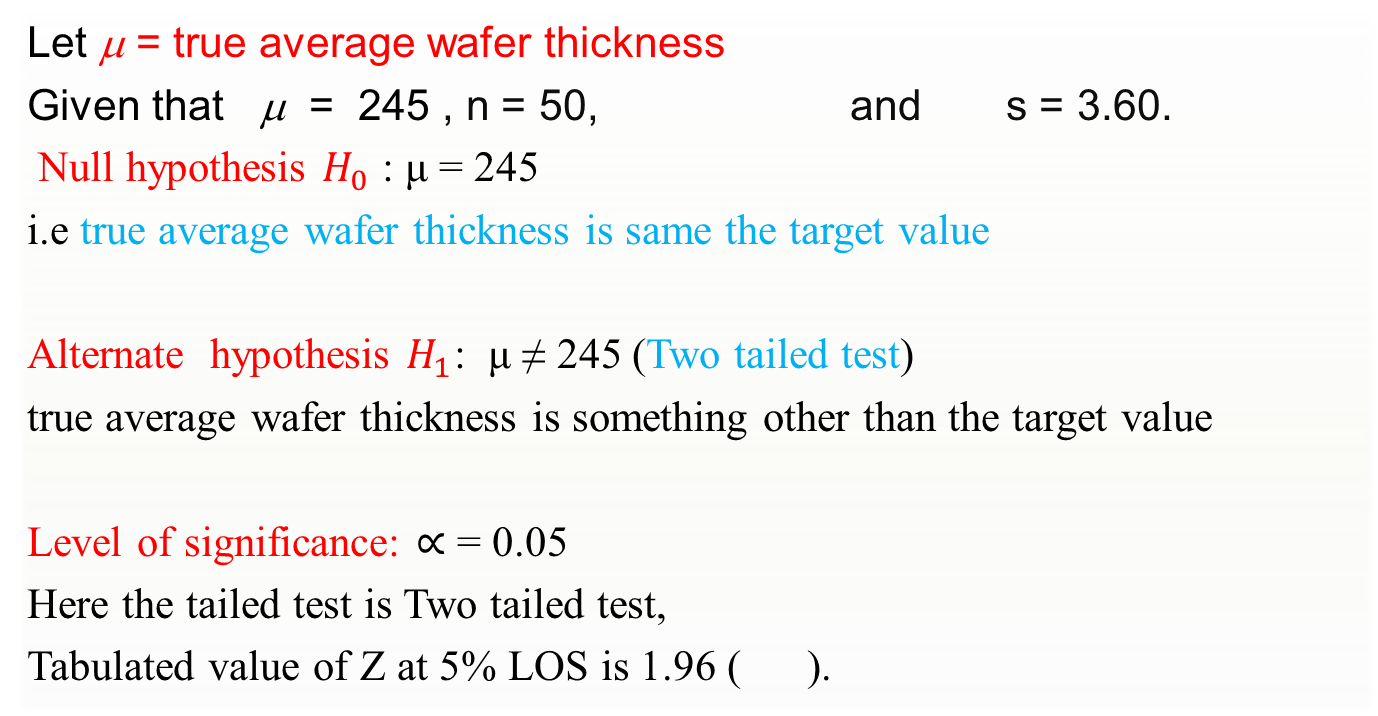 Let μ = true average wafer thickness
Given that μ = 245 , n = 50, and s = 3.60.
Null hypothesis H₀ : μ = 245
i.e true average wafer thickness is same the target value
Alternate hypothesis H₁: μ ≠ 245 (Two tailed test)
true average wafer thickness is something other than the target value
Level of significance: ∝ = 0.05
Here the tailed test is Two tailed test,
Tabulated value of Z at 5% LOS is 1.96 ( ).